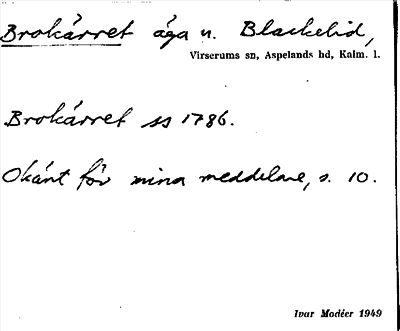 Brokärret äga u. Blackelid,
Virserums sn, Aspelands hd, Kalm. l.
Brokärret ss 1786.
Okänt för mina meddelare, s. 10.
Ivar Modéer 1949